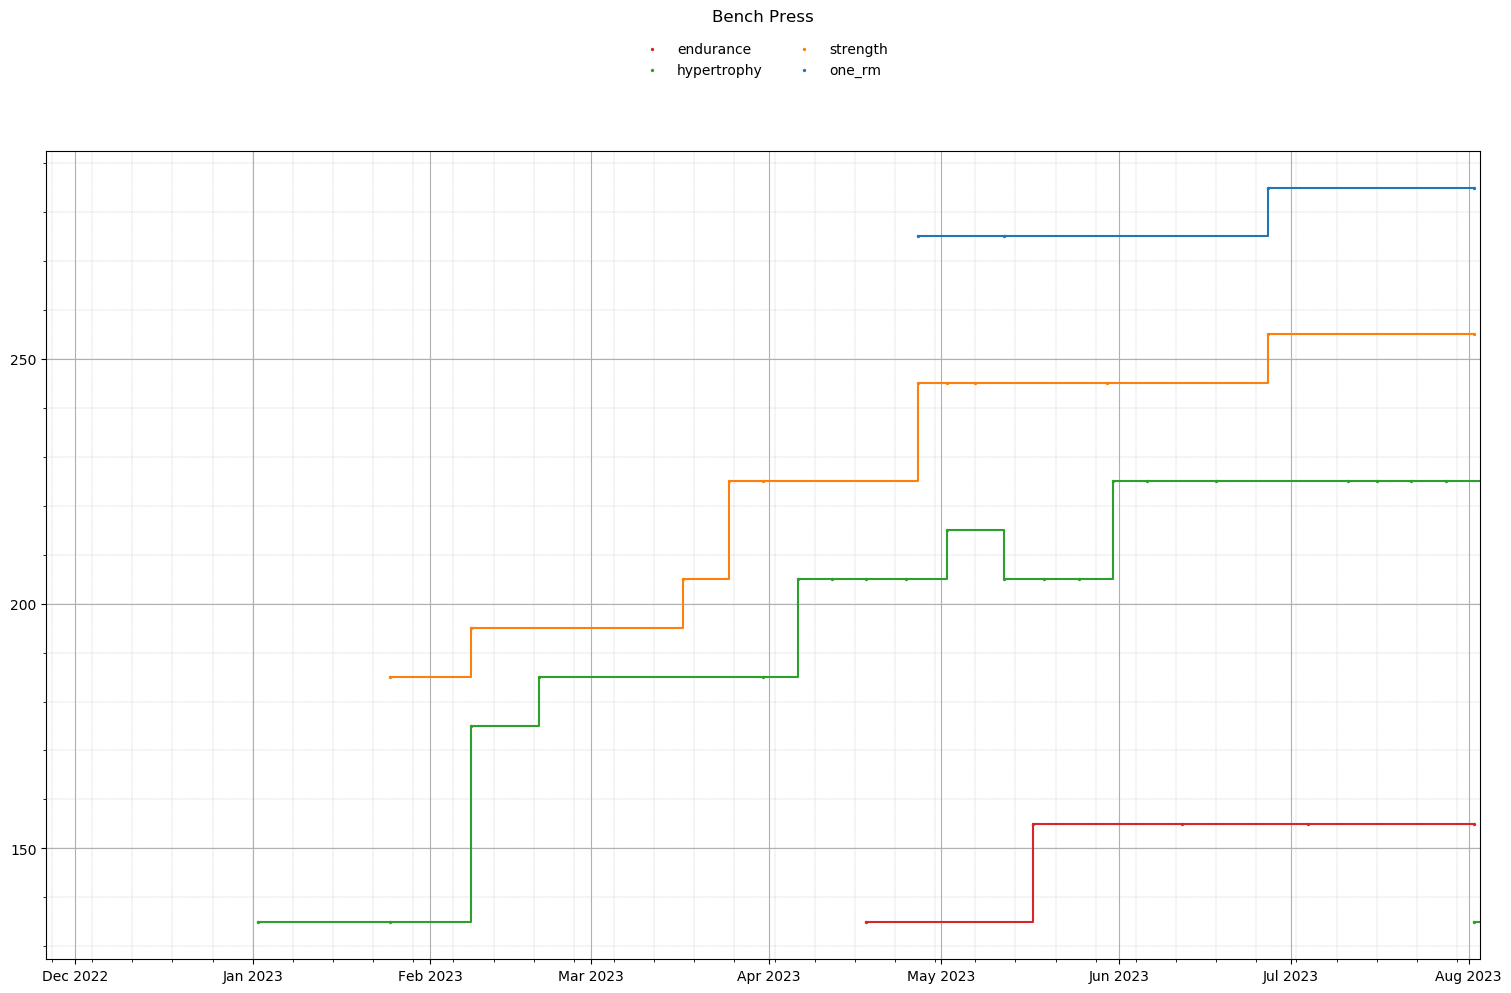 Bench Press
endurance strength
hypertrophy one_rm
250
200
150
Dec 2022 Jan 2023 Feb 2023 Mar 2023 Apr 2023 May 2023 Jun 2023 Jul 2023 Aug 2023